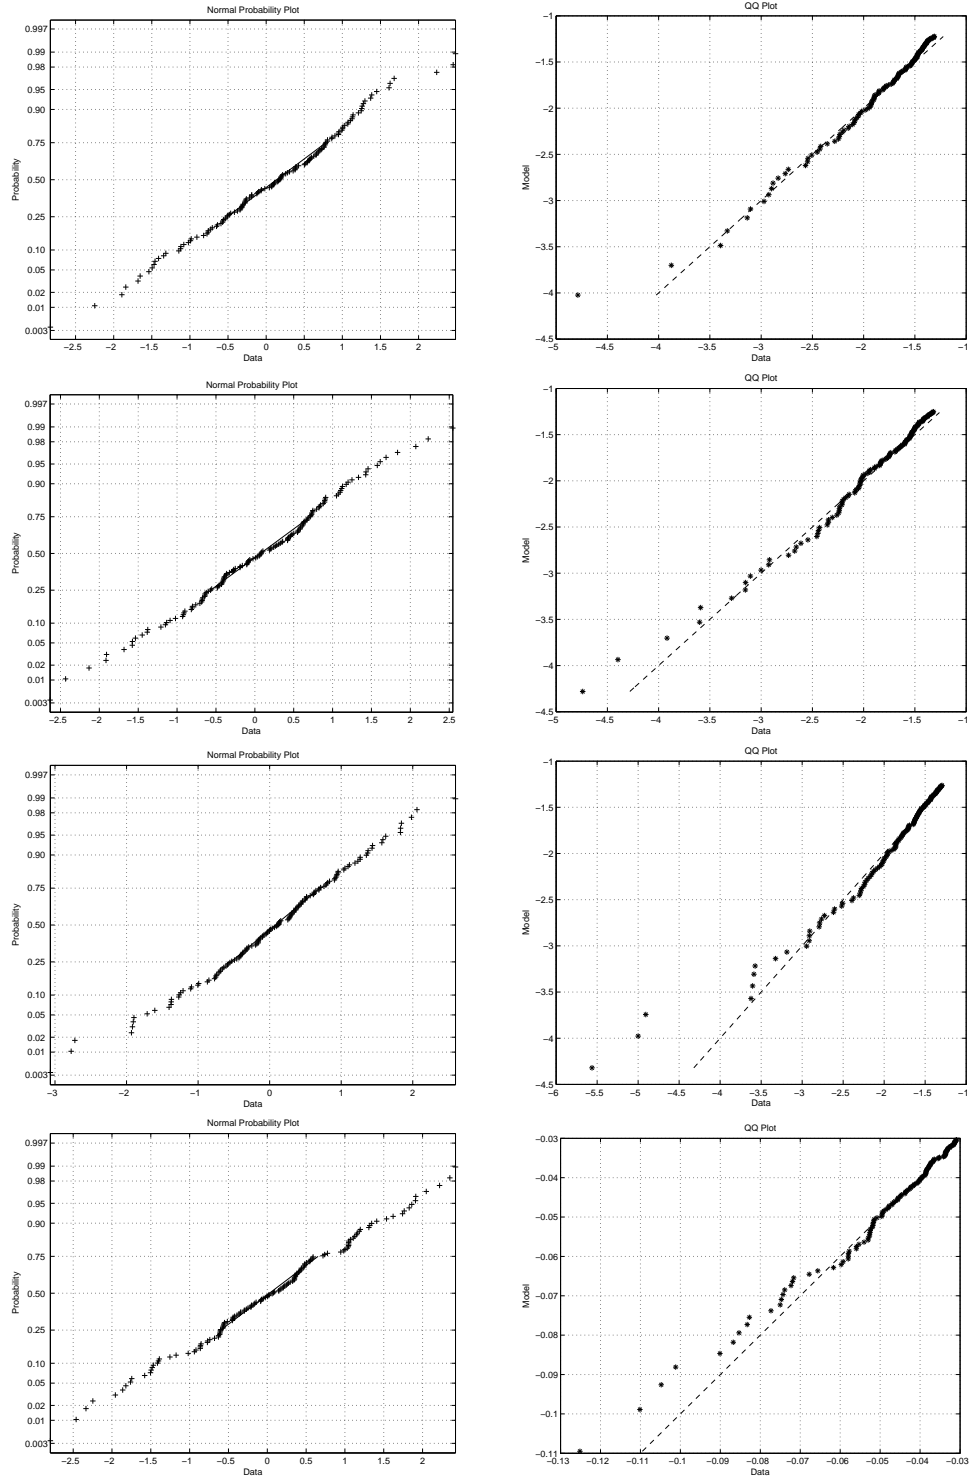 Normal Probability Plot
0.997
0.99
0.98
0.95
0.90
0.75
0.50
0.25
0.10
0.05
0.02
0.01
0.003
Probability
−2 −1.5 −1 −0.5 0 0.5 1 1.5 2
Data
QQ Plot
−1
−1.5
−2
−2.5
−3
−3.5
−4
−4.5
Model
−5 −4.5 −4 −3.5 −3 −2.5 −2 −1.5 −1
Data
Normal Probability Plot
0.997
0.99
0.98
0.95
0.90
0.75
0.50
0.25
0.10
0.05
0.02
0.01
0.003
Probability
−2.5 −2 −1.5 −1 −0.5 0 0.5 1 1.5 2 2.5
Data
QQ Plot
−1
−1.5
−2
−2.5
−3
−3.5
−4
−4.5
Model
−5 −4.5 −4 −3.5 −3 −2.5 −2 −1.5 −1
Data
Normal Probability Plot
0.997
0.99
0.98
0.95
0.90
0.75
0.50
0.25
0.10
0.05
0.02
0.01
0.003
Probability
−3 −2 −1 0 1 2
Data
QQ Plot
−1
−1.5
−2
−2.5
−3
−3.5
−4
−4.5
Model
−6 −5.5 −5 −4.5 −4 −3.5 −3 −2.5 −2 −1.5 −1
Data
Normal Probability Plot
0.997
0.99
0.98
0.95
0.90
0.75
0.50
0.25
0.10
0.05
0.02
0.01
0.003
Probability
−2.5 −2 −1.5 −1 −0.5 0 0.5 1 1.5 2
Data
QQ Plot
−0.03
−0.04
−0.05
−0.06
−0.07
−0.08
−0.09
−0.1
−0.11
Model
−0.13 −0.12 −0.11 −0.1 −0.09 −0.08 −0.07 −0.06 −0.05 −0.04 −0.03
Data